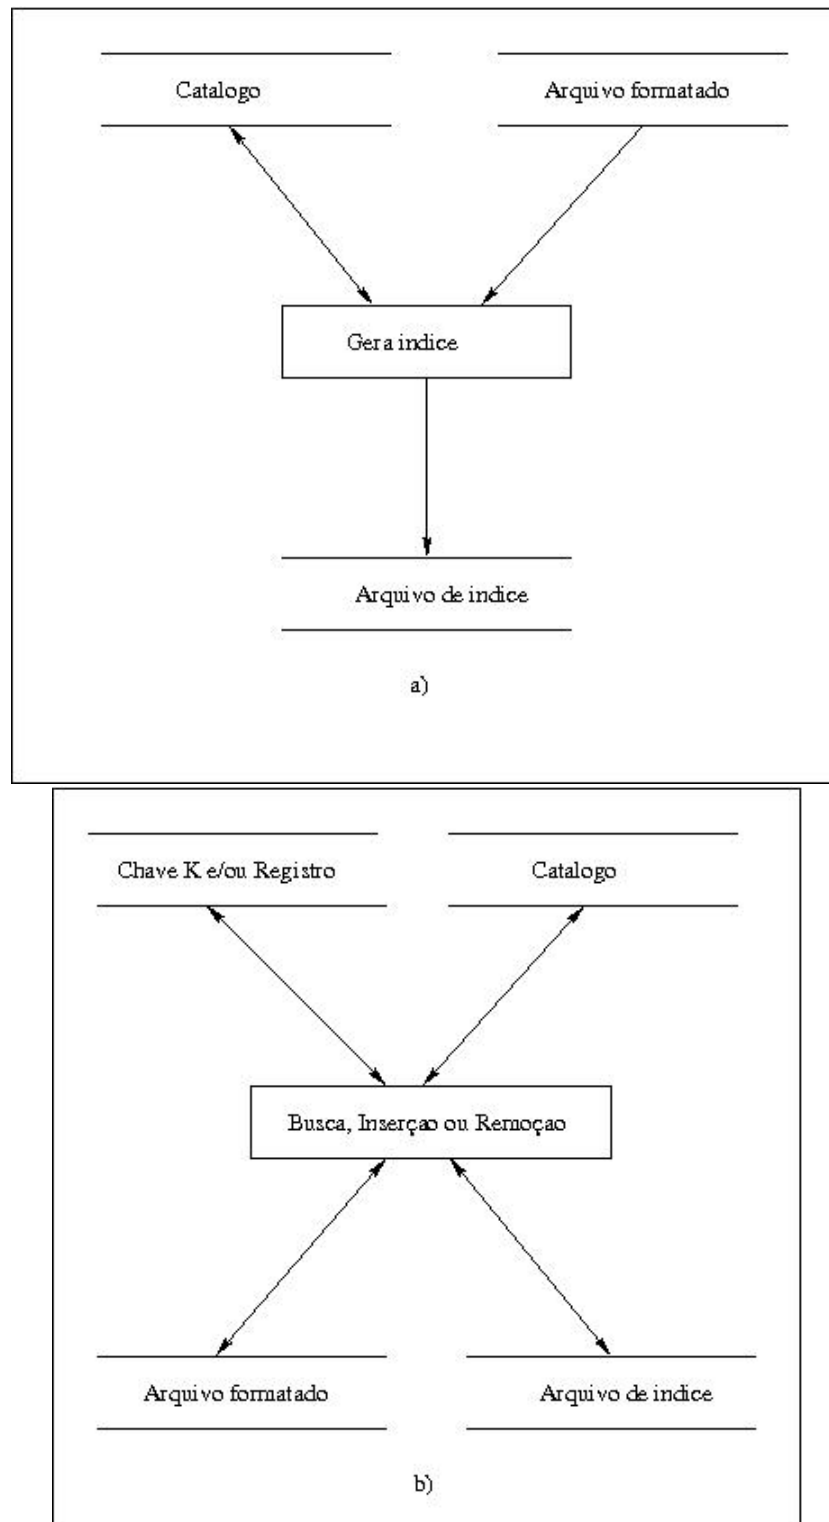 Catalogo
Arquivo formatado
Gera indice
Arquivo de indice
a)
Chave K e/ou Registro
Catalogo
Busca, Inserçao ou Remoçao
Arquivo formatado
Arquivo de indice
b)